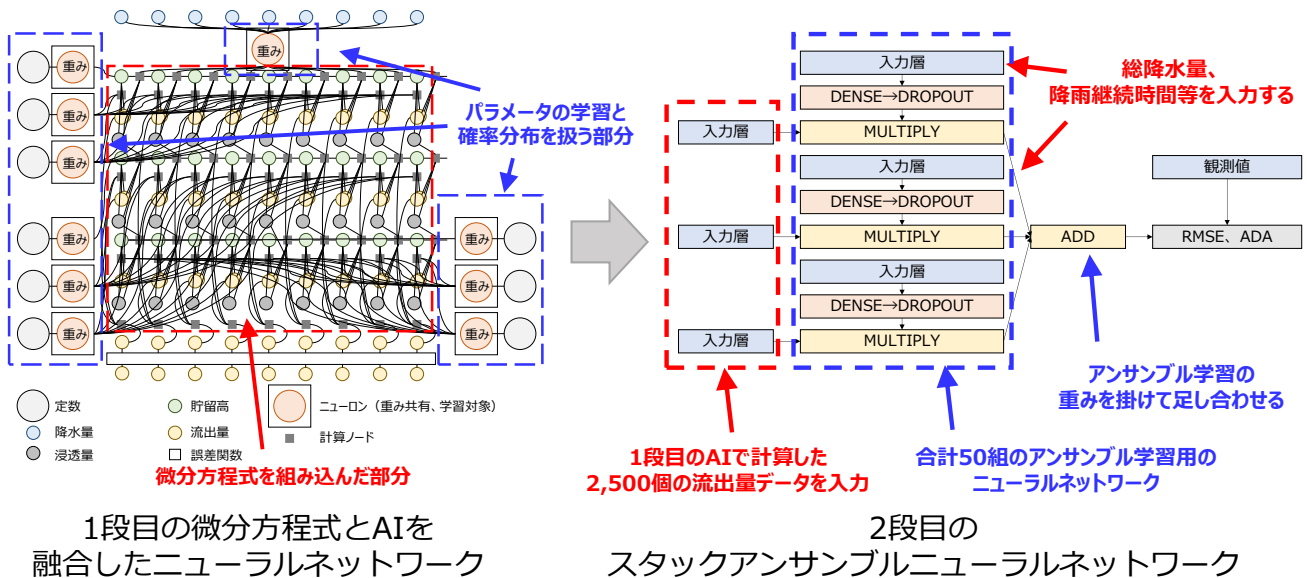 重み
重み
重み
重み
重み
重み
重み
重み
重み
重み
パラメータの学習と
確率分布を扱う部分
定数
降水量
浸透量
貯留高
流出量
誤差関数
ニューロン（重み共有、学習対象）
計算ノード
微分方程式を組み込んだ部分
1段目の微分方程式とAIを
融合したニューラルネットワーク
入力層
入力層
入力層
入力層
DENSE→DROPOUT
MULTIPLY
入力層
DENSE→DROPOUT
MULTIPLY
入力層
DENSE→DROPOUT
MULTIPLY
総降水量、
降雨継続時間等を入力する
ADD
観測値
RMSE、ADA
アンサンブル学習の
重みを掛けて足し合わせる
1段目のAIで計算した
2,500個の流出量データを入力
合計50組のアンサンブル学習用の
ニューラルネットワーク
2段目の
スタックアンサンブルニューラルネットワーク